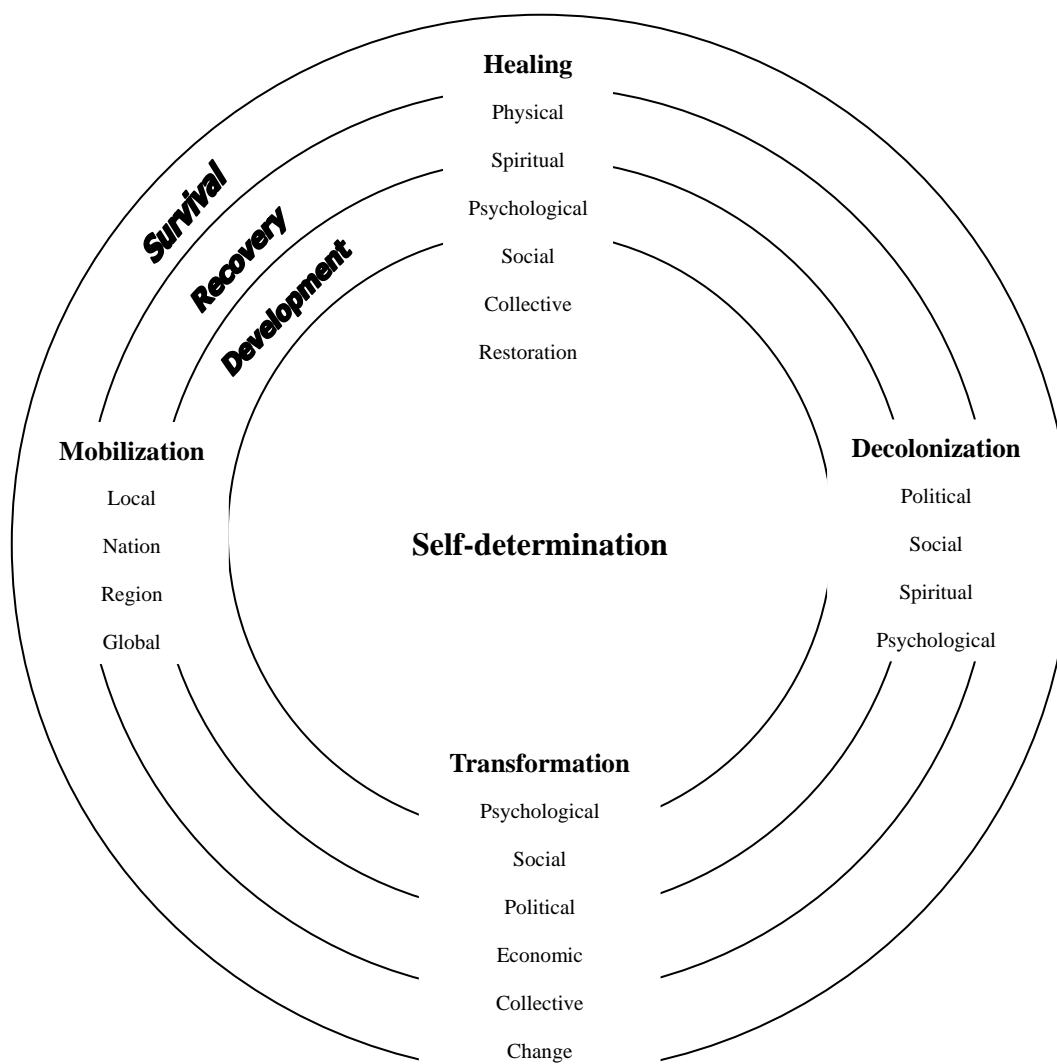 Healing
Physical
Spiritual
Psychological
Social
Collective
Restoration
Survival
Recovery
Development
Mobilization
Local
Nation
Region
Global
Self-determination
Decolonization
Political
Social
Spiritual
Psychological
Transformation
Psychological
Social
Political
Economic
Collective
Change